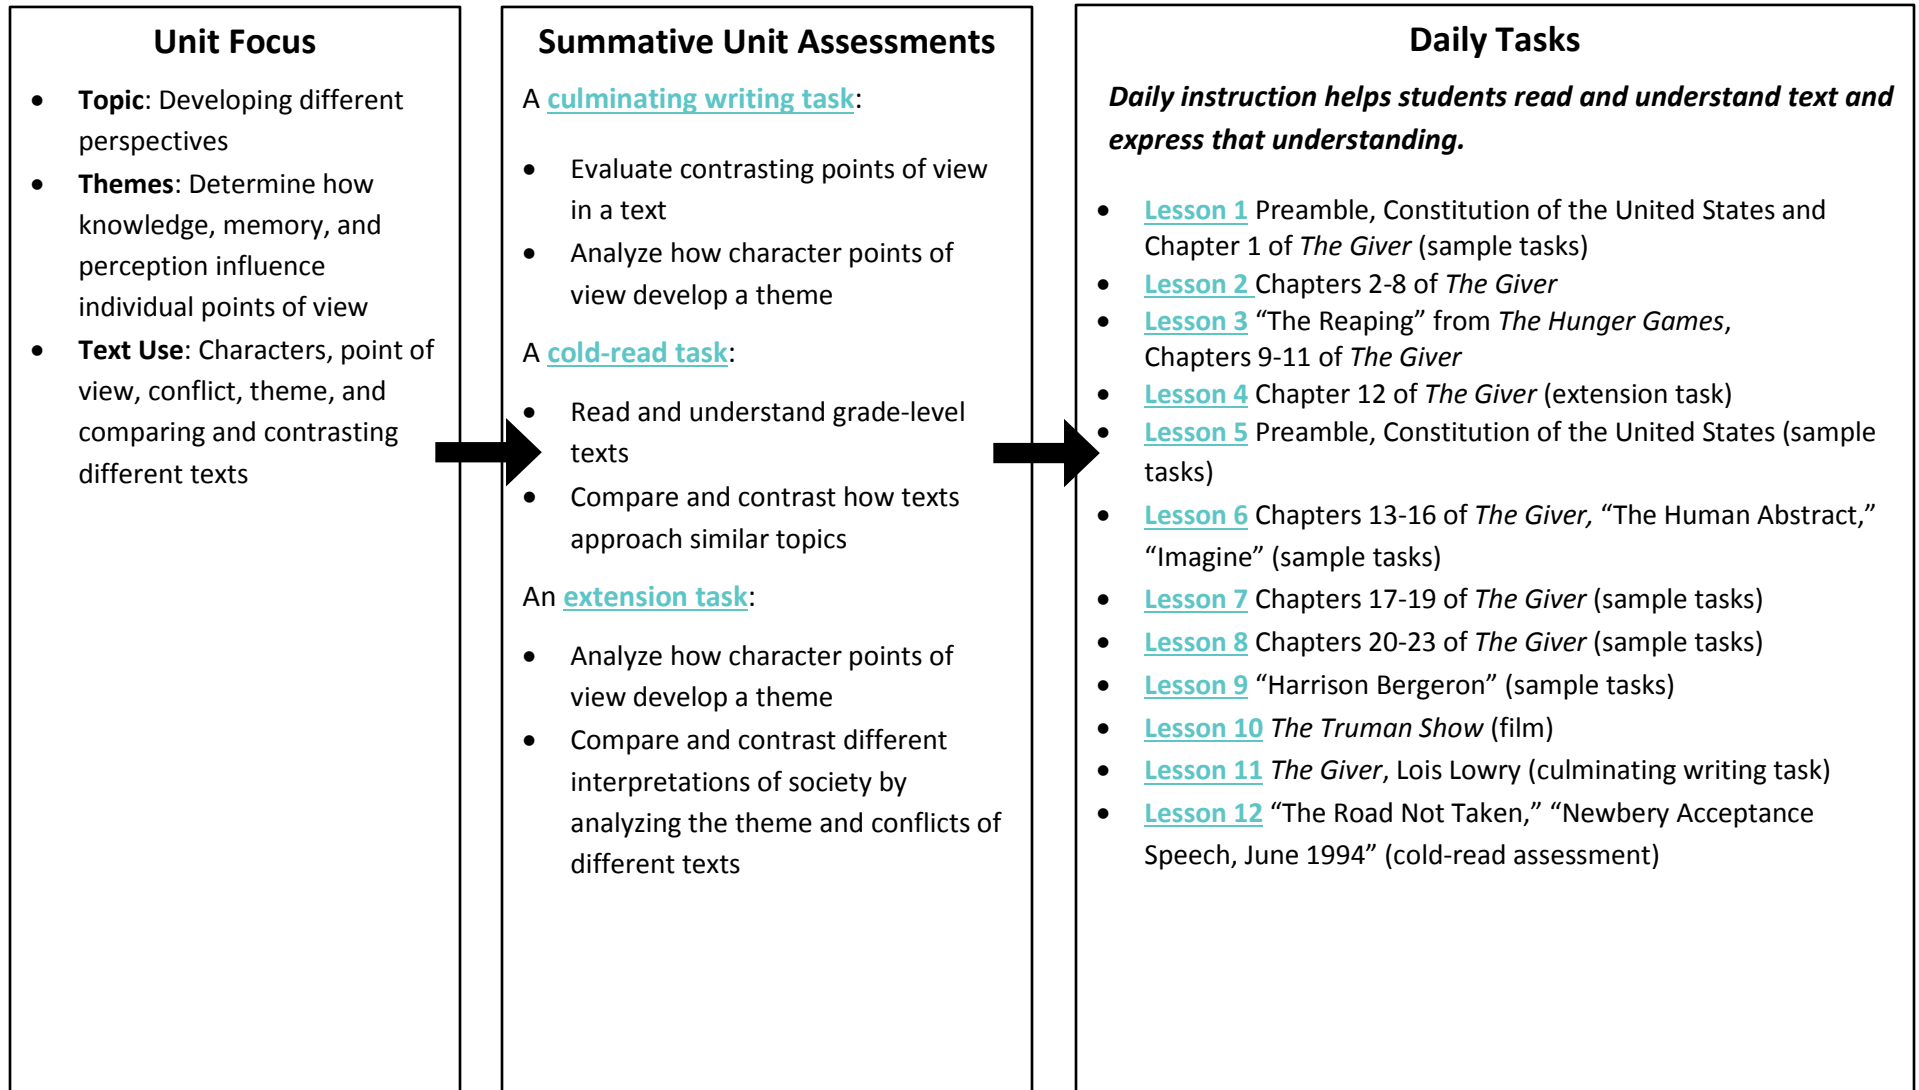 Unit Focus
• Topic: Developing different
perspectives
• Themes: Determine how
knowledge, memory, and
perception influence
individual points of view
• Text Use: Characters, point of
view, conflict, theme, and
comparing and contrasting
different texts
Summative Unit Assessments
A culminating writing task:
• Evaluate contrasting points of view
in a text
• Analyze how character points of
view develop a theme
A cold-read task:
• Read and understand grade-level
texts
• Compare and contrast how texts
approach similar topics
An extension task:
• Analyze how character points of
view develop a theme
• Compare and contrast different
interpretations of society by
analyzing the theme and conflicts of
different texts
Daily Tasks
Daily instruction helps students read and understand text and
express that understanding.
• Lesson 1 Preamble, Constitution of the United States and
Chapter 1 of The Giver (sample tasks)
• Lesson 2 Chapters 2-8 of The Giver
• Lesson 3 “The Reaping” from The Hunger Games,
Chapters 9-11 of The Giver
• Lesson 4 Chapter 12 of The Giver (extension task)
• Lesson 5 Preamble, Constitution of the United States (sample
tasks)
• Lesson 6 Chapters 13-16 of The Giver, “The Human Abstract,”
“Imagine” (sample tasks)
• Lesson 7 Chapters 17-19 of The Giver (sample tasks)
• Lesson 8 Chapters 20-23 of The Giver (sample tasks)
• Lesson 9 “Harrison Bergeron” (sample tasks)
• Lesson 10 The Truman Show (film)
• Lesson 11 The Giver, Lois Lowry (culminating writing task)
• Lesson 12 “The Road Not Taken,” “Newbery Acceptance
Speech, June 1994” (cold-read assessment)